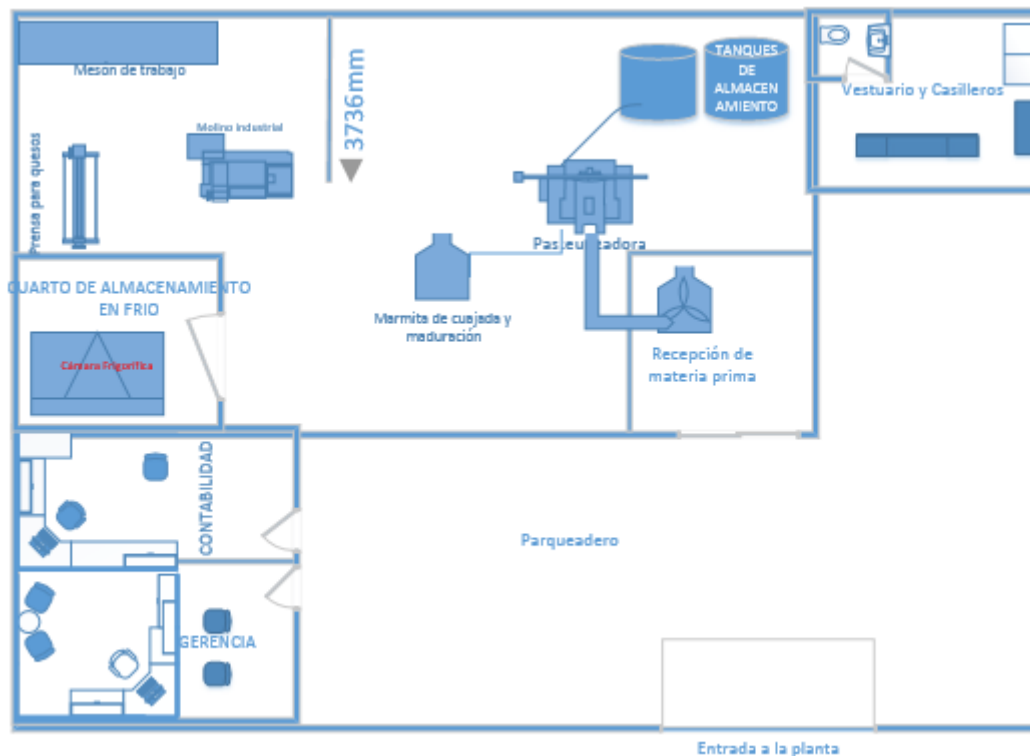 Mesón de trabajo
3736mm
TANQUES
DE
ALMACEN
AMIENTO
Vestuario y Casilleros
Molino industrial
Prensa para quesos
Pasteurizadora
CUARTO DE ALMACENAMIENTO
EN FRIO
Cámara Frigorífica
Marmita de cuajada y
maduración
Recepción de
materia prima
CONTABILIDAD
Parqueadero
GERENCIA
Entrada a la planta